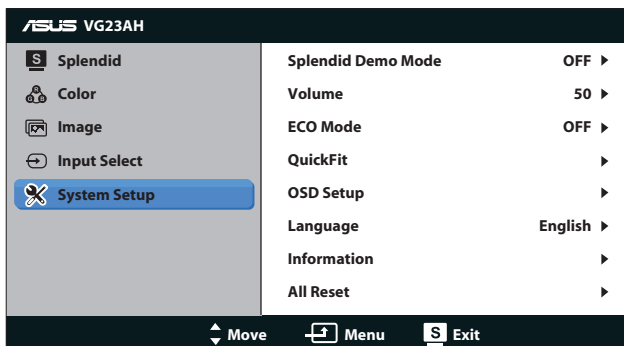 ASUS VG23AH
S Splendid
Color
Image
Input Select
System Setup
Splendid Demo Mode OFF
Volume 50
ECO Mode OFF
QuickFit
OSD Setup
Language English
Information
All Reset
Move Menu S Exit